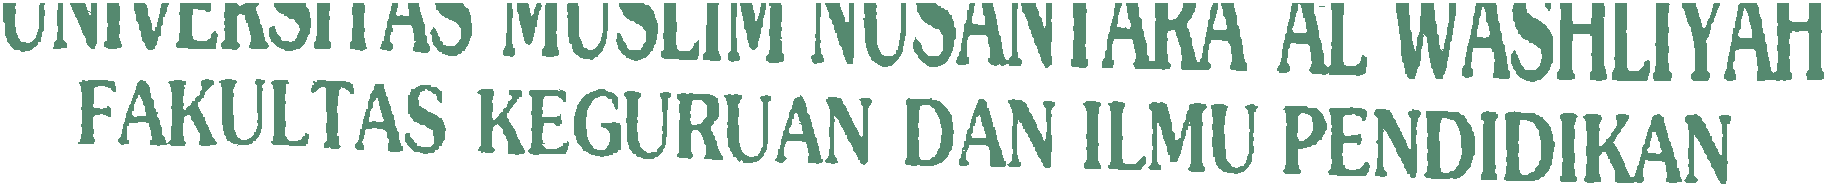 UNIVERSITAS MUSLIM NUSANTARA AL WASHLIYAH
FAKULTAS KEGURUAN DAN ILMU PENDIDIKAN